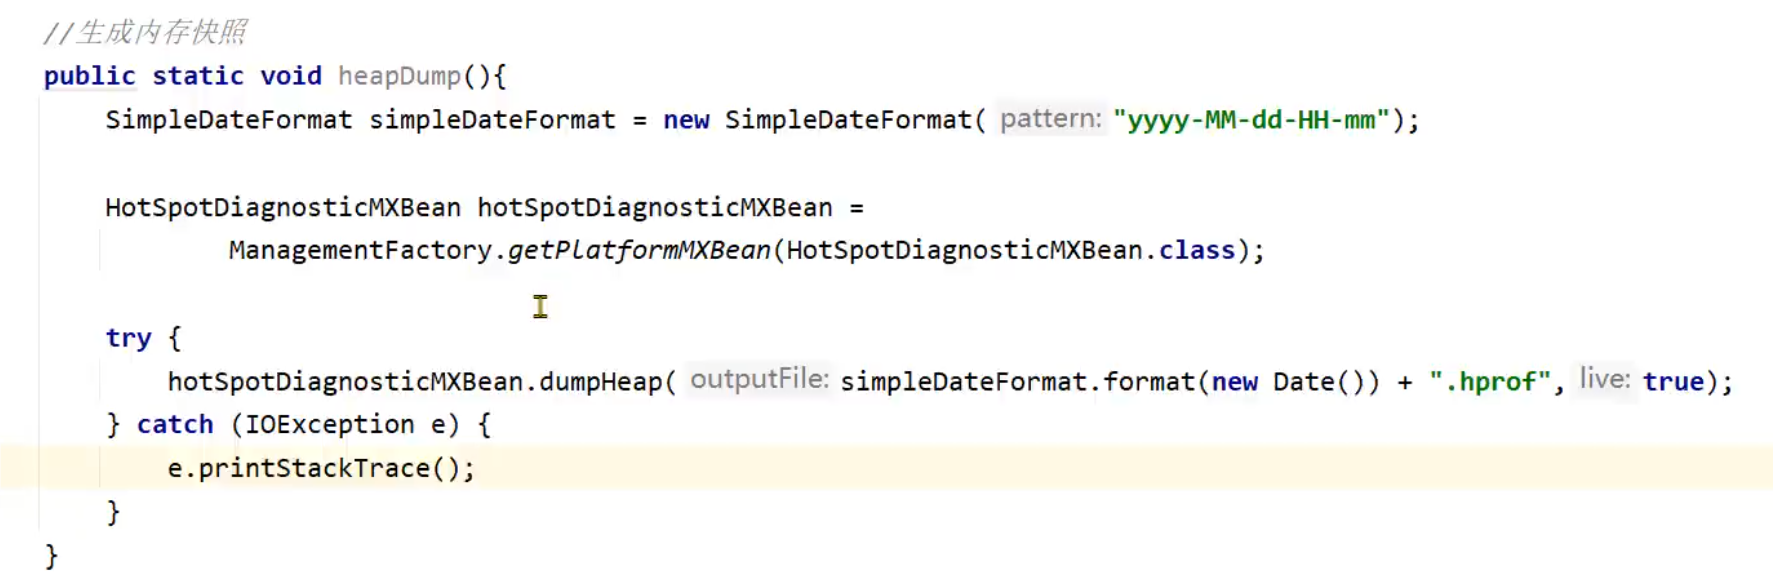 //生成内存快照
public static void heapDump(){
SimpleDateFormat simpleDateFormat = new SimpleDateFormat( pattern: "yyyy-MM-dd-HH-mm");
HotSpotDiagnosticMXBean hotSpotDiagnosticMXBean =
ManagementFactory.getPlatformMXBean(HotSpotDiagnosticMXBean.class);
try {
hotSpotDiagnosticMXBean.dumpHeap( outputFile: simpleDateFormat.format(new Date()) + ".hprof", live: true);
} catch (IOException e) {
e.printStackTrace();
}
}